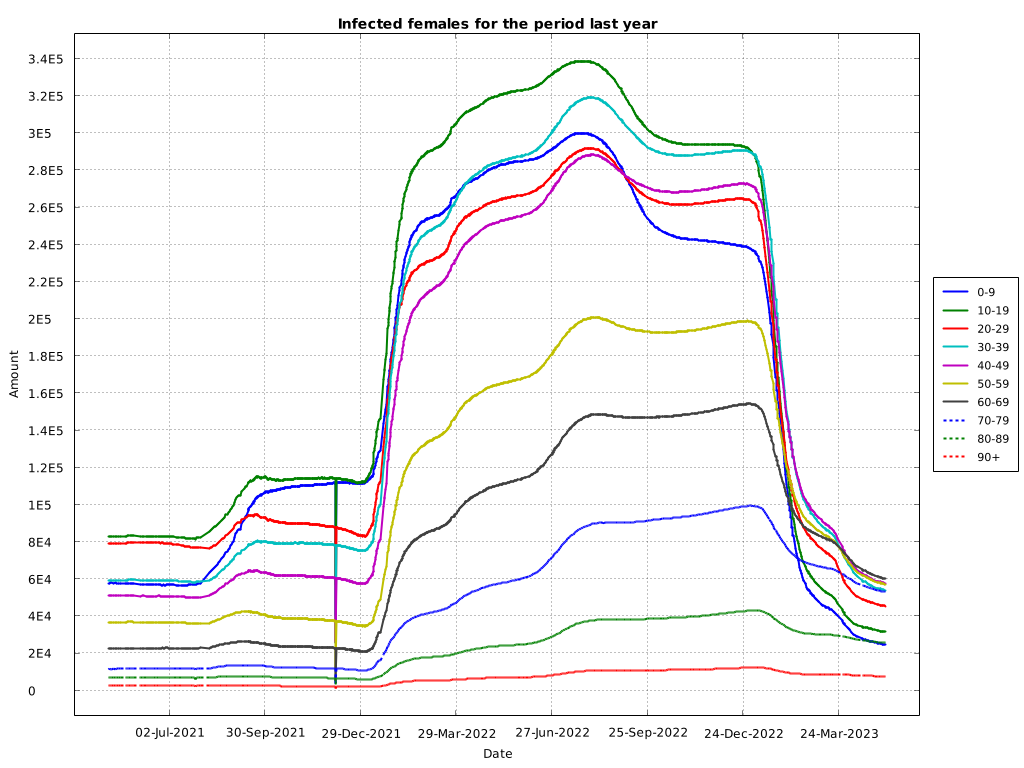 Infected females for the period last year
3.4E5
3.2E5
3E5
2.8E5
2.6E5
2.4E5
2.2E5
2E5
1.8E5
1.6E5
1.4E5
1.2E5
1E5
8E4
6E4
4E4
2E4
0
Amount
02-Jul-2021 30-Sep-2021 29-Dec-2021 29-Mar-2022 27-Jun-2022 25-Sep-2022 24-Dec-2022 24-Mar-2023
Date
0-9
10-19
20-29
30-39
40-49
50-59
60-69
70-79
80-89
90+